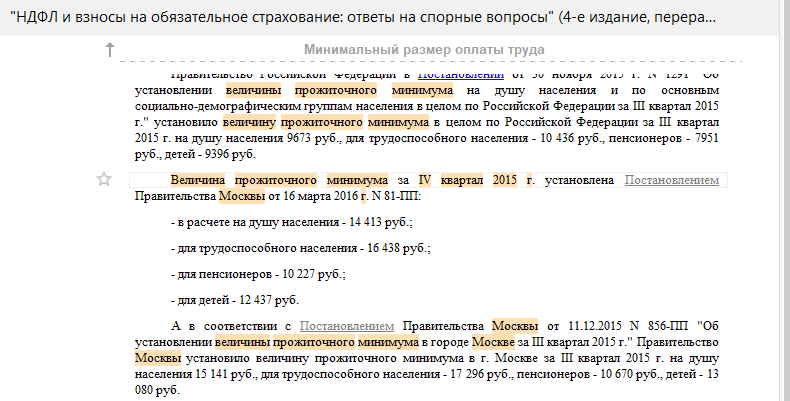 "НДФЛ и взносы на обязательное страхование: ответы на спорные вопросы" (4-е издание, перера...
Минимальный размер оплаты труда
Правительство Российской Федерации в Постановлении от 30 ноября 2015 г. N 1291 "Об
установлении величины прожиточного минимума на душу населения и по основным
социально-демографическим группам населения в целом по Российской Федерации за III квартал 2015
г." установило величину прожиточного минимума в целом по Российской Федерации за III квартал
2015 г. на душу населения 9673 руб., для трудоспособного населения - 10 436 руб., пенсионеров - 7951
руб., детей - 9396 руб.
Величина прожиточного минимума за IV квартал 2015 г. установлена Постановлением
Правительства Москвы от 16 марта 2016 г. N 81-ПП:
- в расчете на душу населения - 14 413 руб.;
- для трудоспособного населения - 16 438 руб.;
- для пенсионеров - 10 227 руб.;
- для детей - 12 437 руб.
А в соответствии с Постановлением Правительства Москвы от 11.12.2015 N 856-ПП "Об
установлении величины прожиточного минимума в городе Москве за III квартал 2015 г." Правительство
Москвы установило величину прожиточного минимума в г. Москве за III квартал 2015 г. на душу
населения 15 141 руб., для трудоспособного населения - 17 296 руб., пенсионеров - 10 670 руб., детей - 13
080 руб.